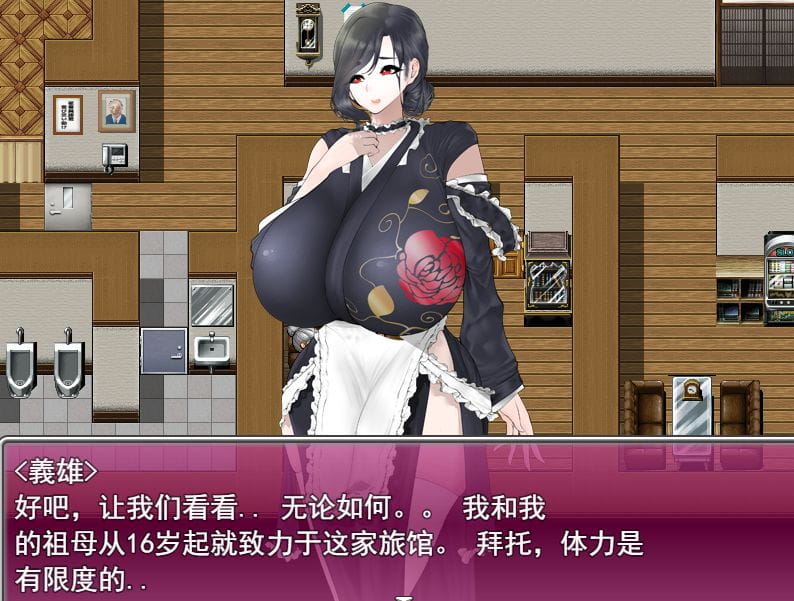 <義雄>
好吧，让我们看看.. 无论如何。。 我和我
的祖母从16岁起就致力于这家旅馆。 拜托，体力是
有限度的..